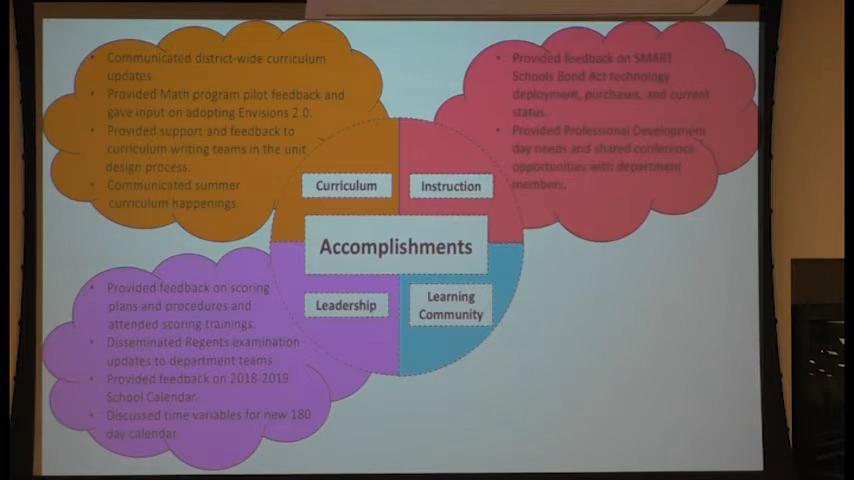 • Communicated district-wide curriculum
updates.
• Provided Math program pilot feedback and
gave input on adopting Envisions 2.0.
• Provided support and feedback to
curriculum writing teams in the unit
design process.
• Communicated summer
curriculum happenings.
• Provided feedback on SMART
Schools Bond Act technology
deployment, purchases, and current
status.
• Provided Professional Development
day needs and shared conference
opportunities with department
members.
Curriculum
Instruction
Accomplishments
Leadership
Learning
Community
• Provided feedback on scoring
plans and procedures and
attended scoring trainings.
• Disseminated Regents examination
updates to department teams
• Provided feedback on 2018-2019
School Calendar.
• Discussed time variables for new 180
day calendar.